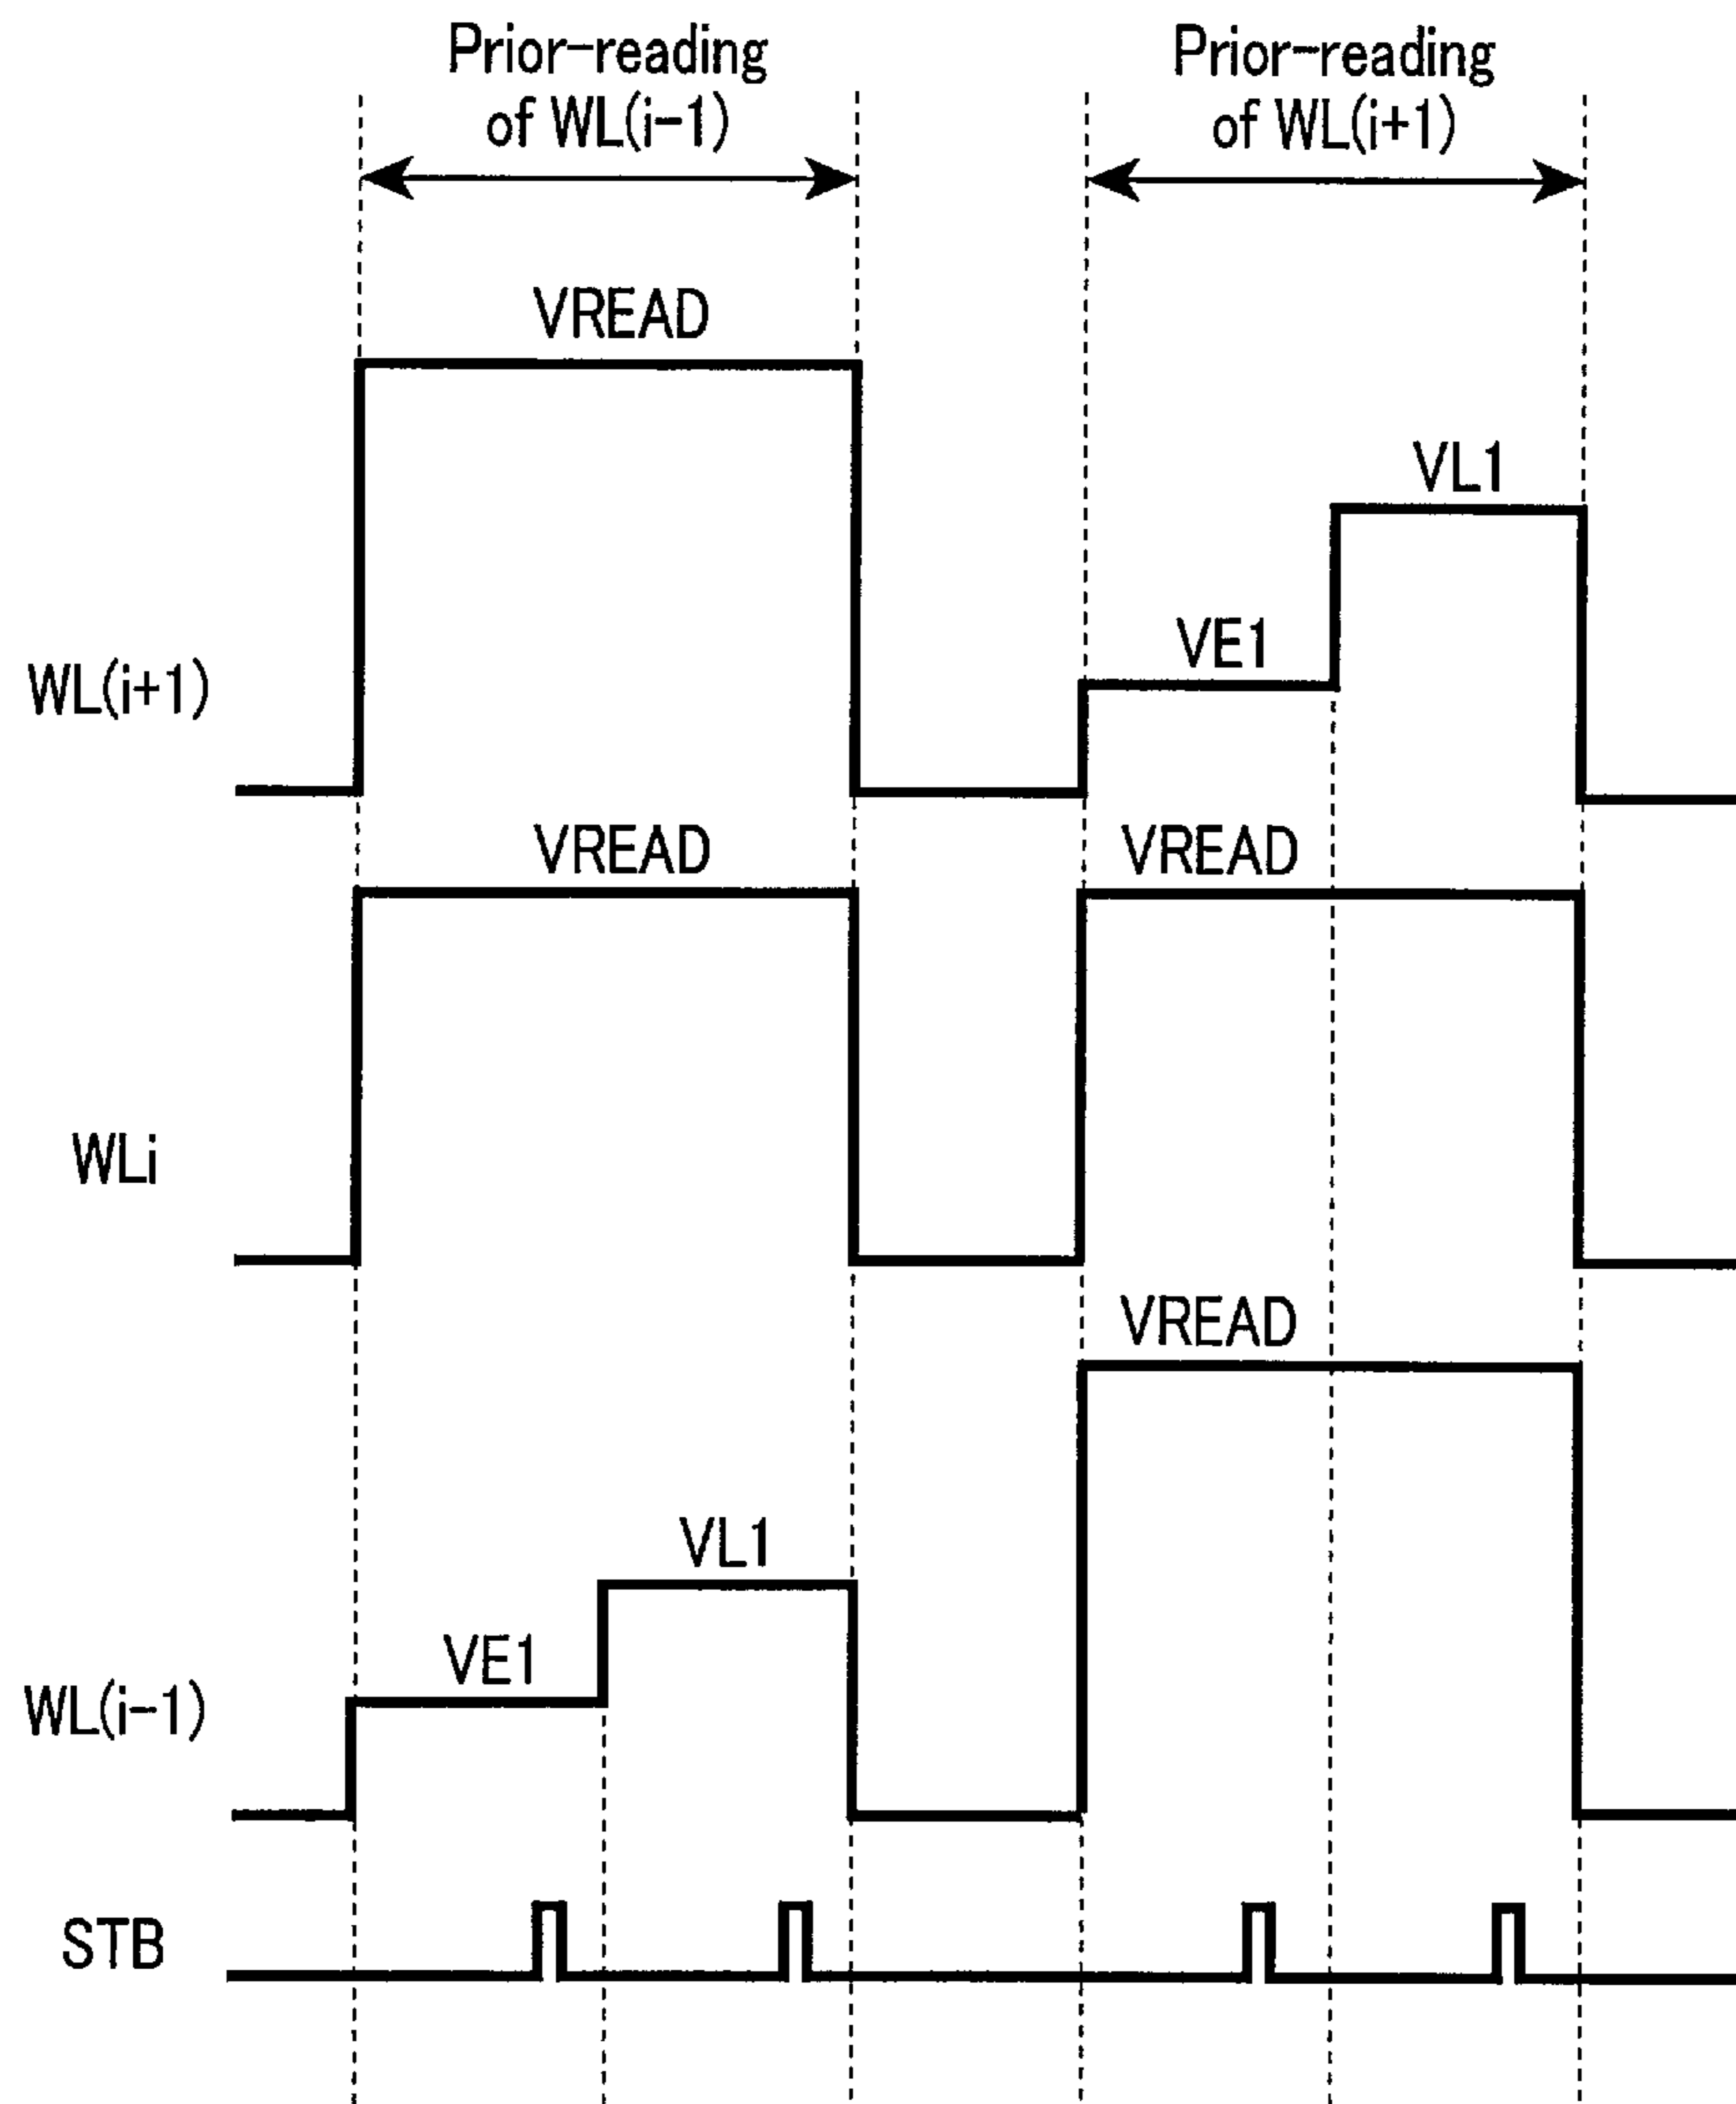 Prior-reading
of WL(i-1)
Prior-reading
of WL(i+1)
VREAD
VL1
VE1
WL(i+1)
VREAD
VREAD
WLi
VREAD
VL1
VE1
WL(i-1)
STB